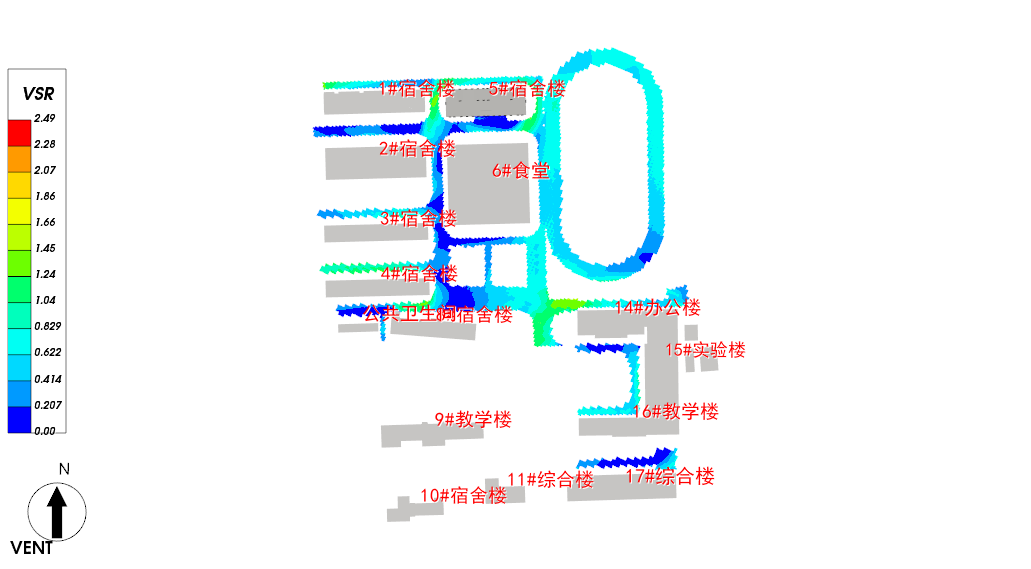 VSR
2.49
2.28
2.07
1.86
1.66
1.45
1.24
1.04
0.829
0.622
0.414
0.207
0.00
N
VENT
1#宿舍楼
5#宿舍楼
2#宿舍楼
6#食堂
3#宿舍楼
4#宿舍楼
公共卫生间
8#宿舍楼
14#办公楼
15#实验楼
16#教学楼
9#教学楼
11#综合楼
17#综合楼
10#宿舍楼